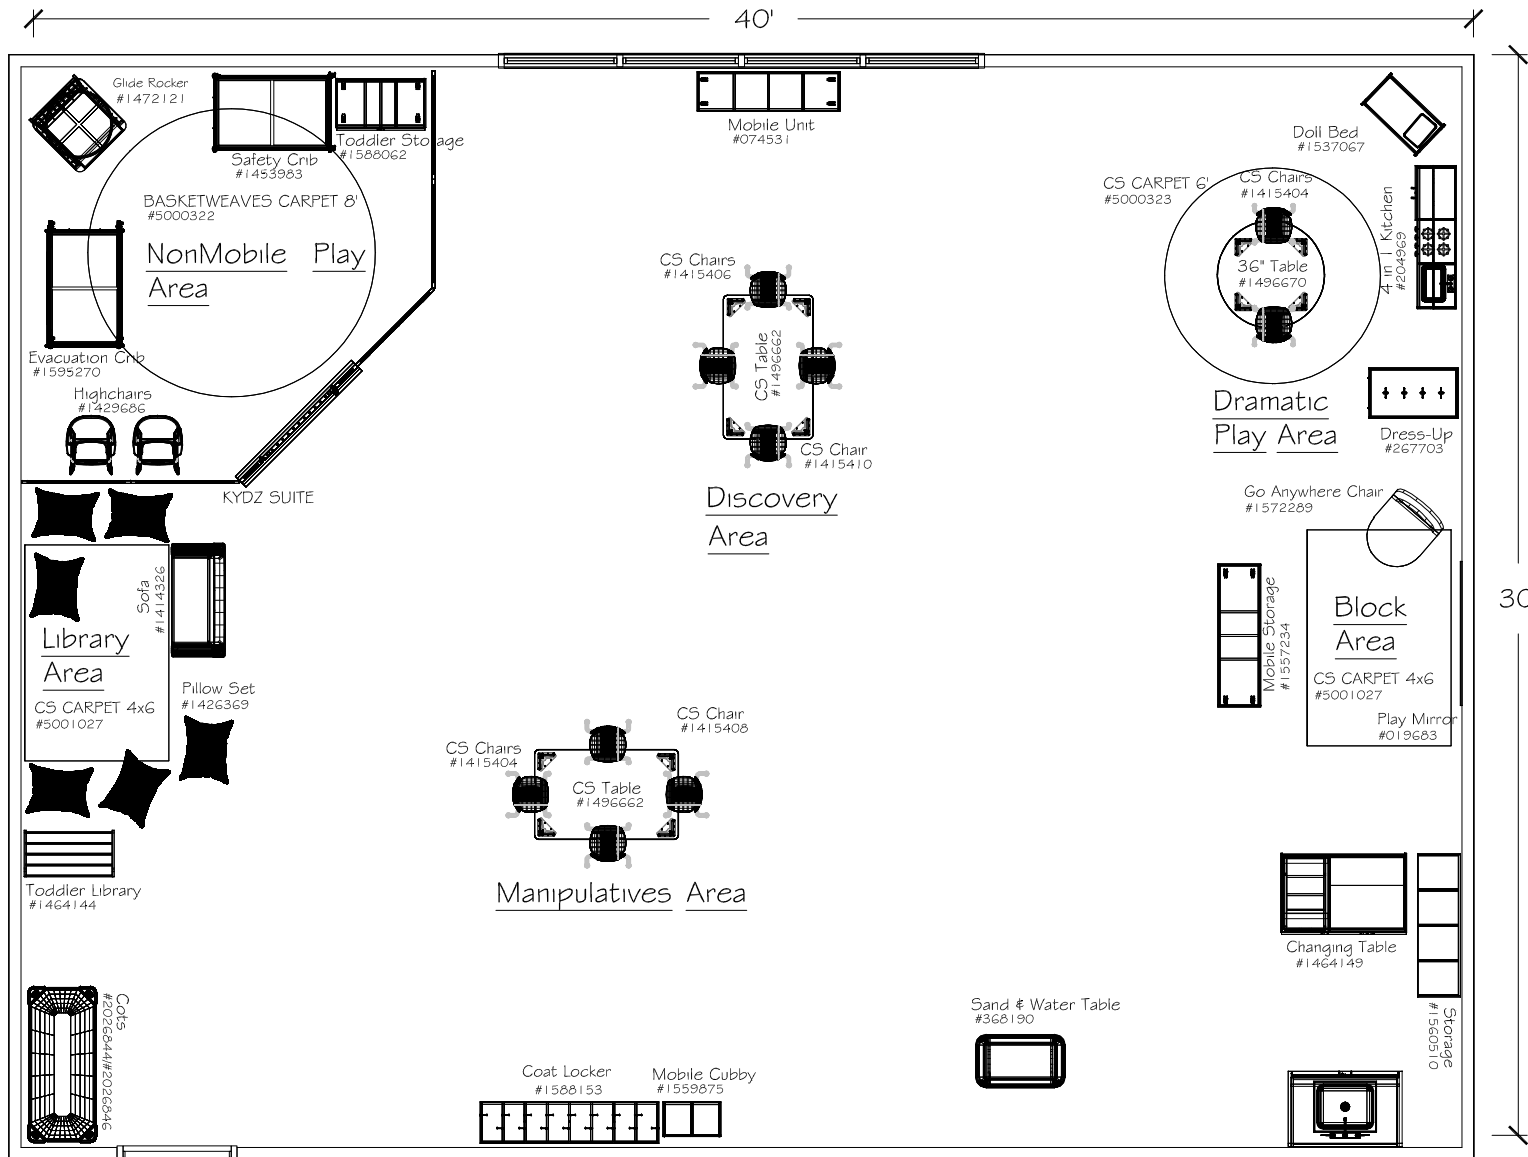 40'
Glide Rocker
#1472121
Safety Crib
#1453983
Toddler Storage
#1588062
BASKETWEAVES CARPET 8'
#5000322
NonMobile Play
Area
Evacuation Crib
#1595270
Highchairs
#1429686
KYDZ SUITE
Mobile Unit
#074531
Doll Bed
#1537067
CS CARPET 6'
#5000323
CS Chairs
#1415404
36" Table
#1496670
4 in 1 Kitchen
#204969
Dramatic
Play Area
Dress-Up
#267703
CS Chairs
#1415406
CS Table
#1496662
CS Chair
#1415410
Discovery
Area
Go Anywhere Chair
#1572289
Mobile Storage
#1557234
Block
Area
CS CARPET 4x6
#5001027
Play Mirror
#019683
30
Sofa
#1414326
Library
Area
CS CARPET 4x6
#5001027
Pillow Set
#1426369
Toddler Library
#1464144
CS Chair
#1415408
CS Chairs
#1415404
CS Table
#1496662
Manipulatives Area
Changing Table
#1464149
Storage
#1560510
Sand & Water Table
#368190
Cots
#2026844/#2026846
Coat Locker
#1588153
Mobile Cubby
#1559875